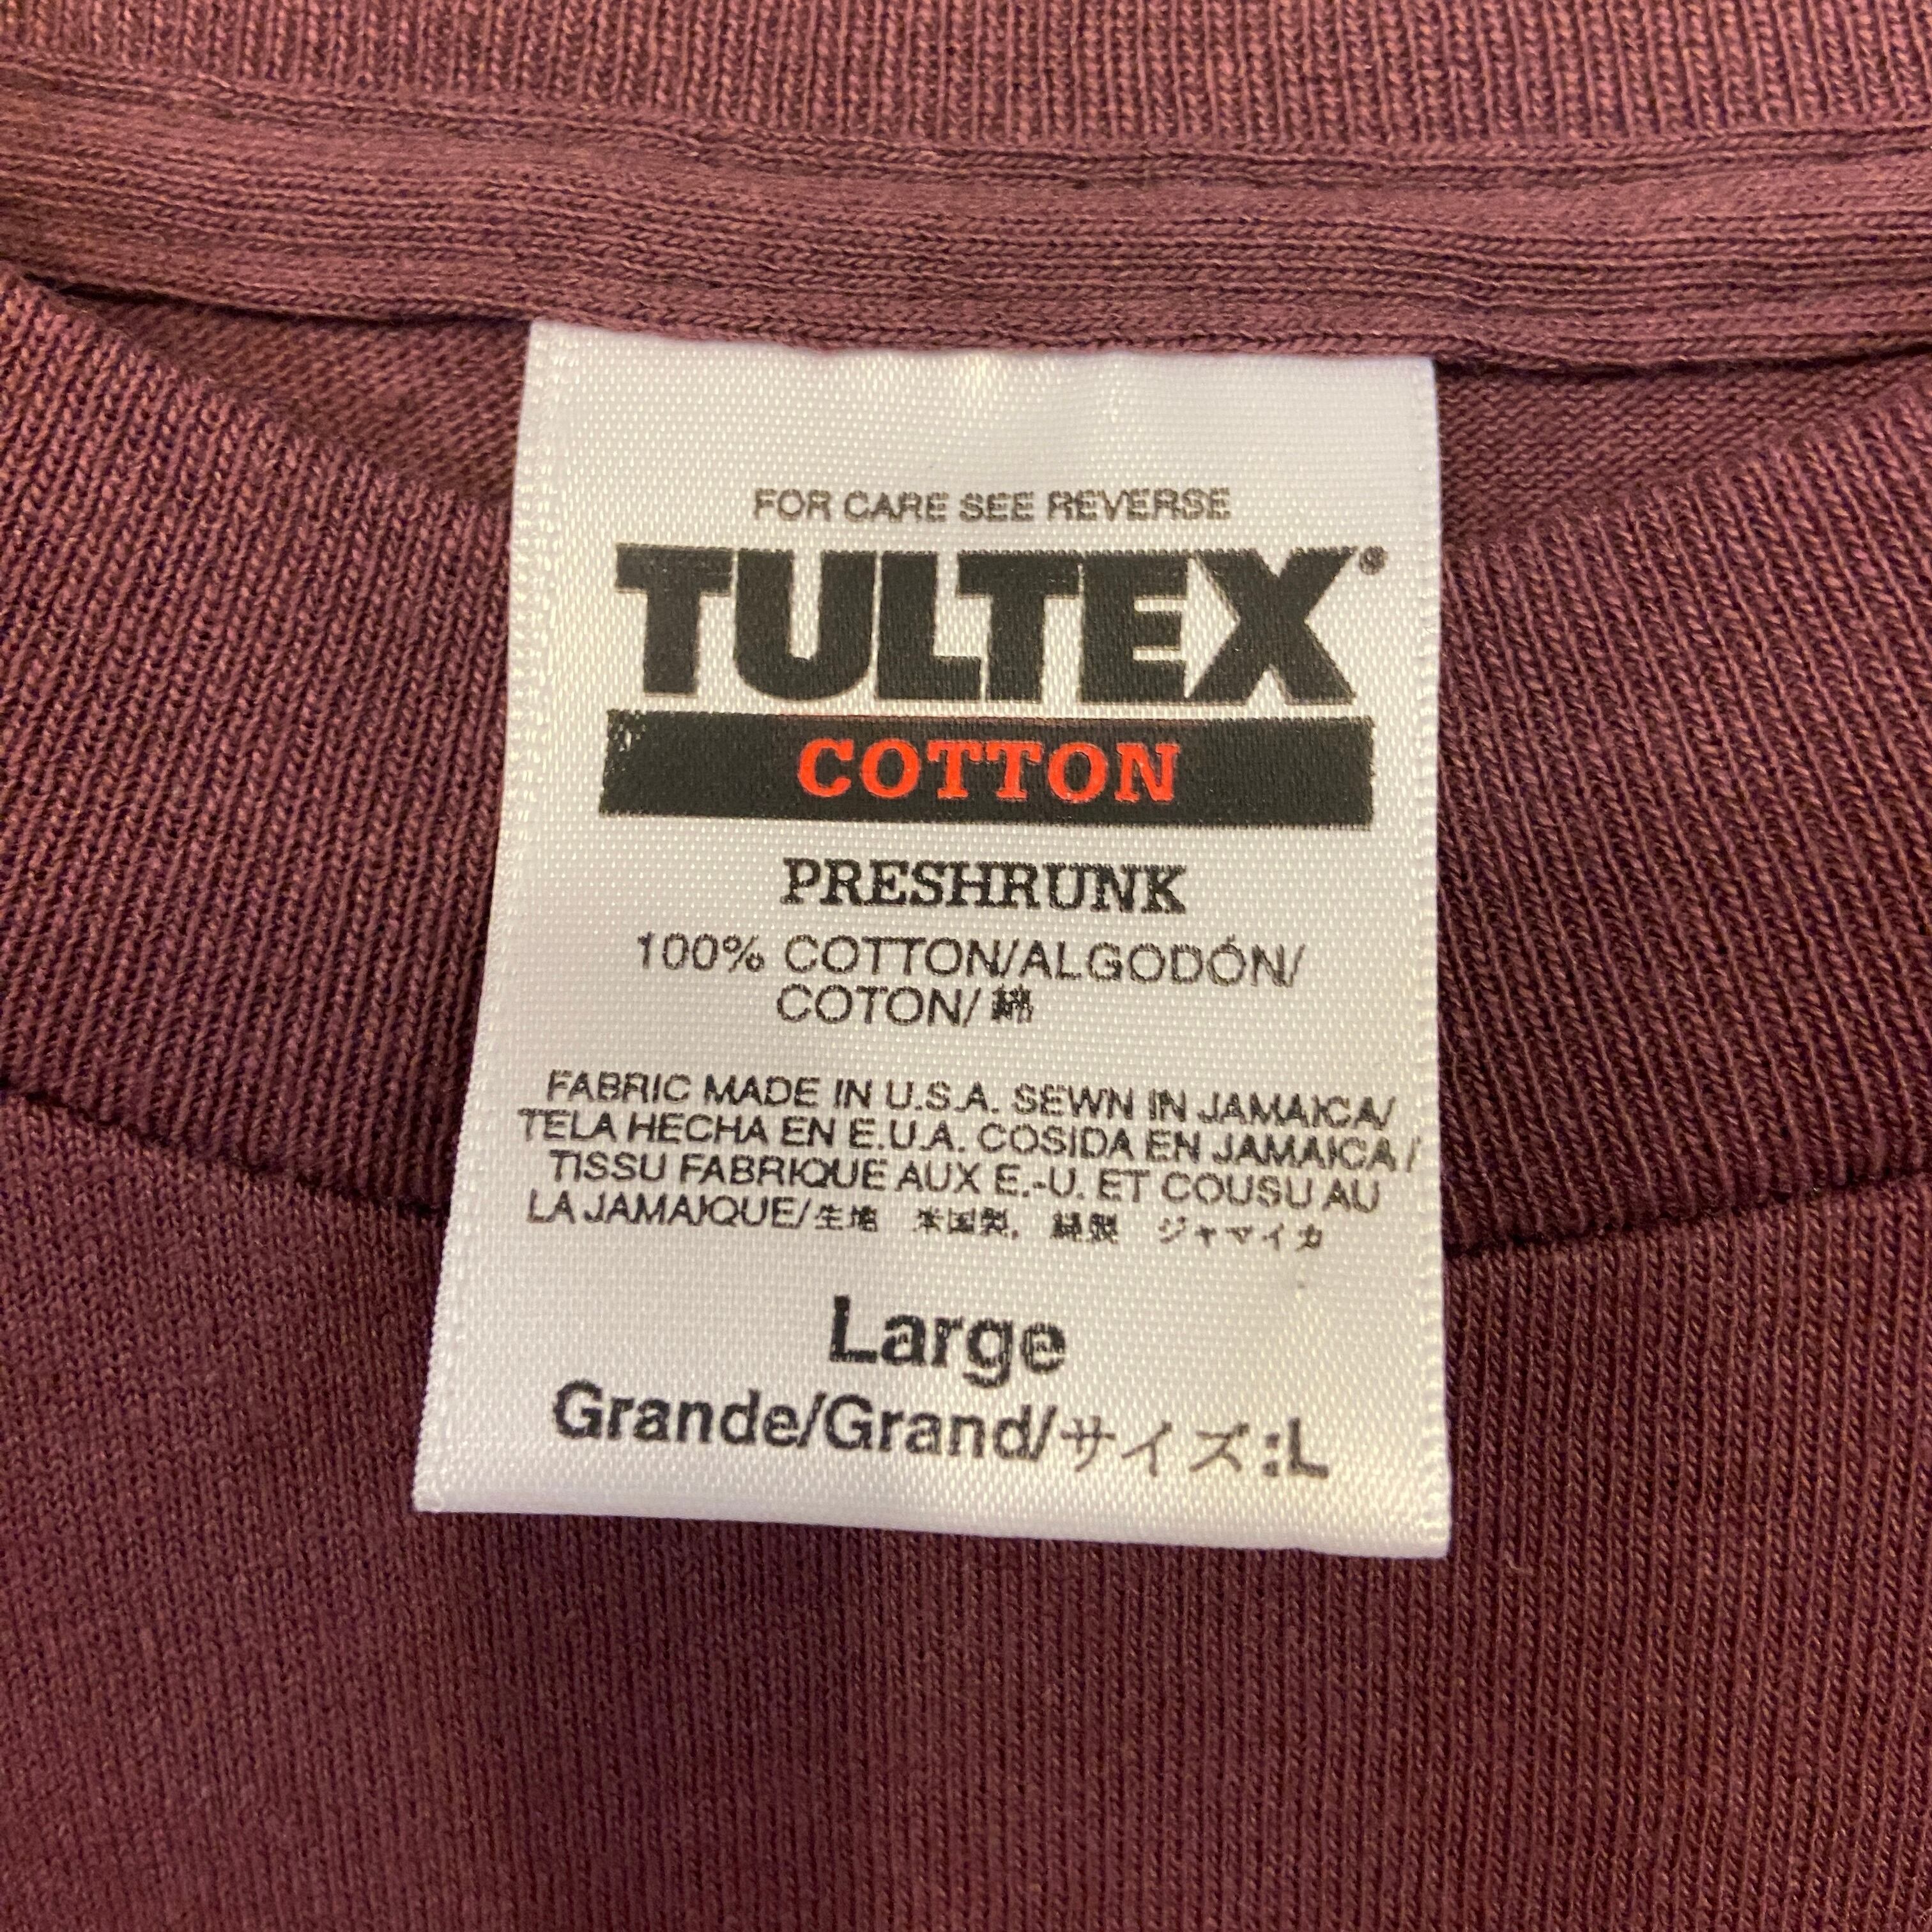 FOR CARE SEE REVERSE
TULTEX®
COTTON
PRESHRUNK
100% COTTON/ALGODÓN/
COTON/綿
FABRIC MADE IN U.S.A. SEWN IN JAMAICA/
TELA HECHA EN E.U.A. COSIDA EN JAMAICA/
TISSU FABRIQUE AUX E.-U. ET COUSU AU
LA JAMAIQUE/生地 米国製, 縫製 ジャマイカ
Large
Grande/Grand/サイズ:L